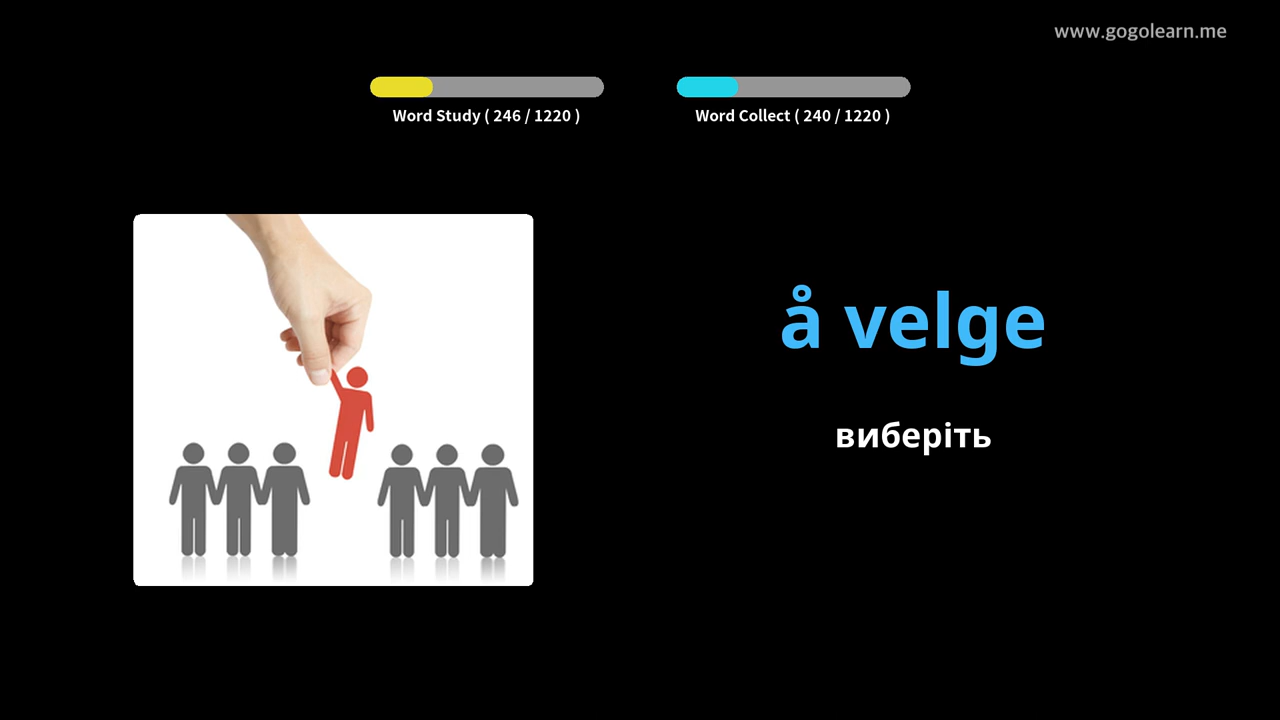 www.gogolearn.me
Word Study ( 246 / 1220 )
Word Collect ( 240 / 1220 )
å velge
виберіть